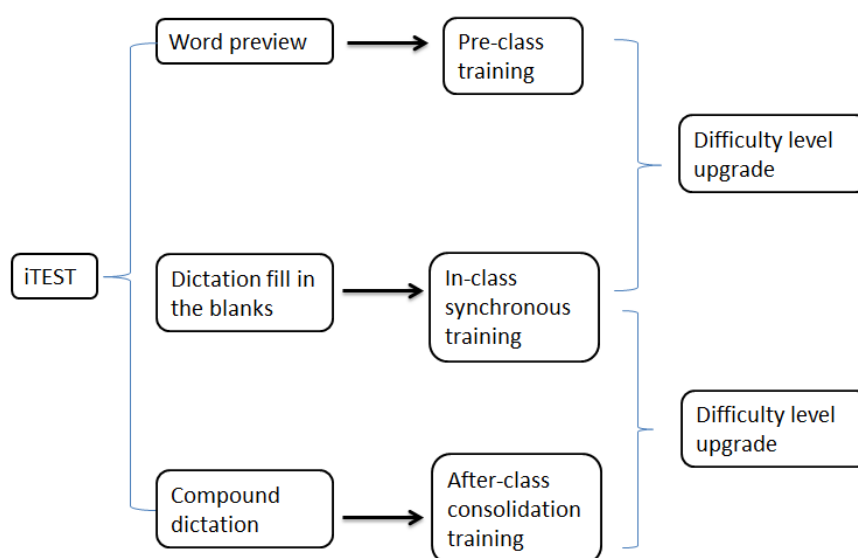 Word preview
Pre-class
training
Difficulty level
upgrade
iTEST
Dictation fill in
the blanks
In-class
synchronous
training
Difficulty level
upgrade
Compound
dictation
After-class
consolidation
training